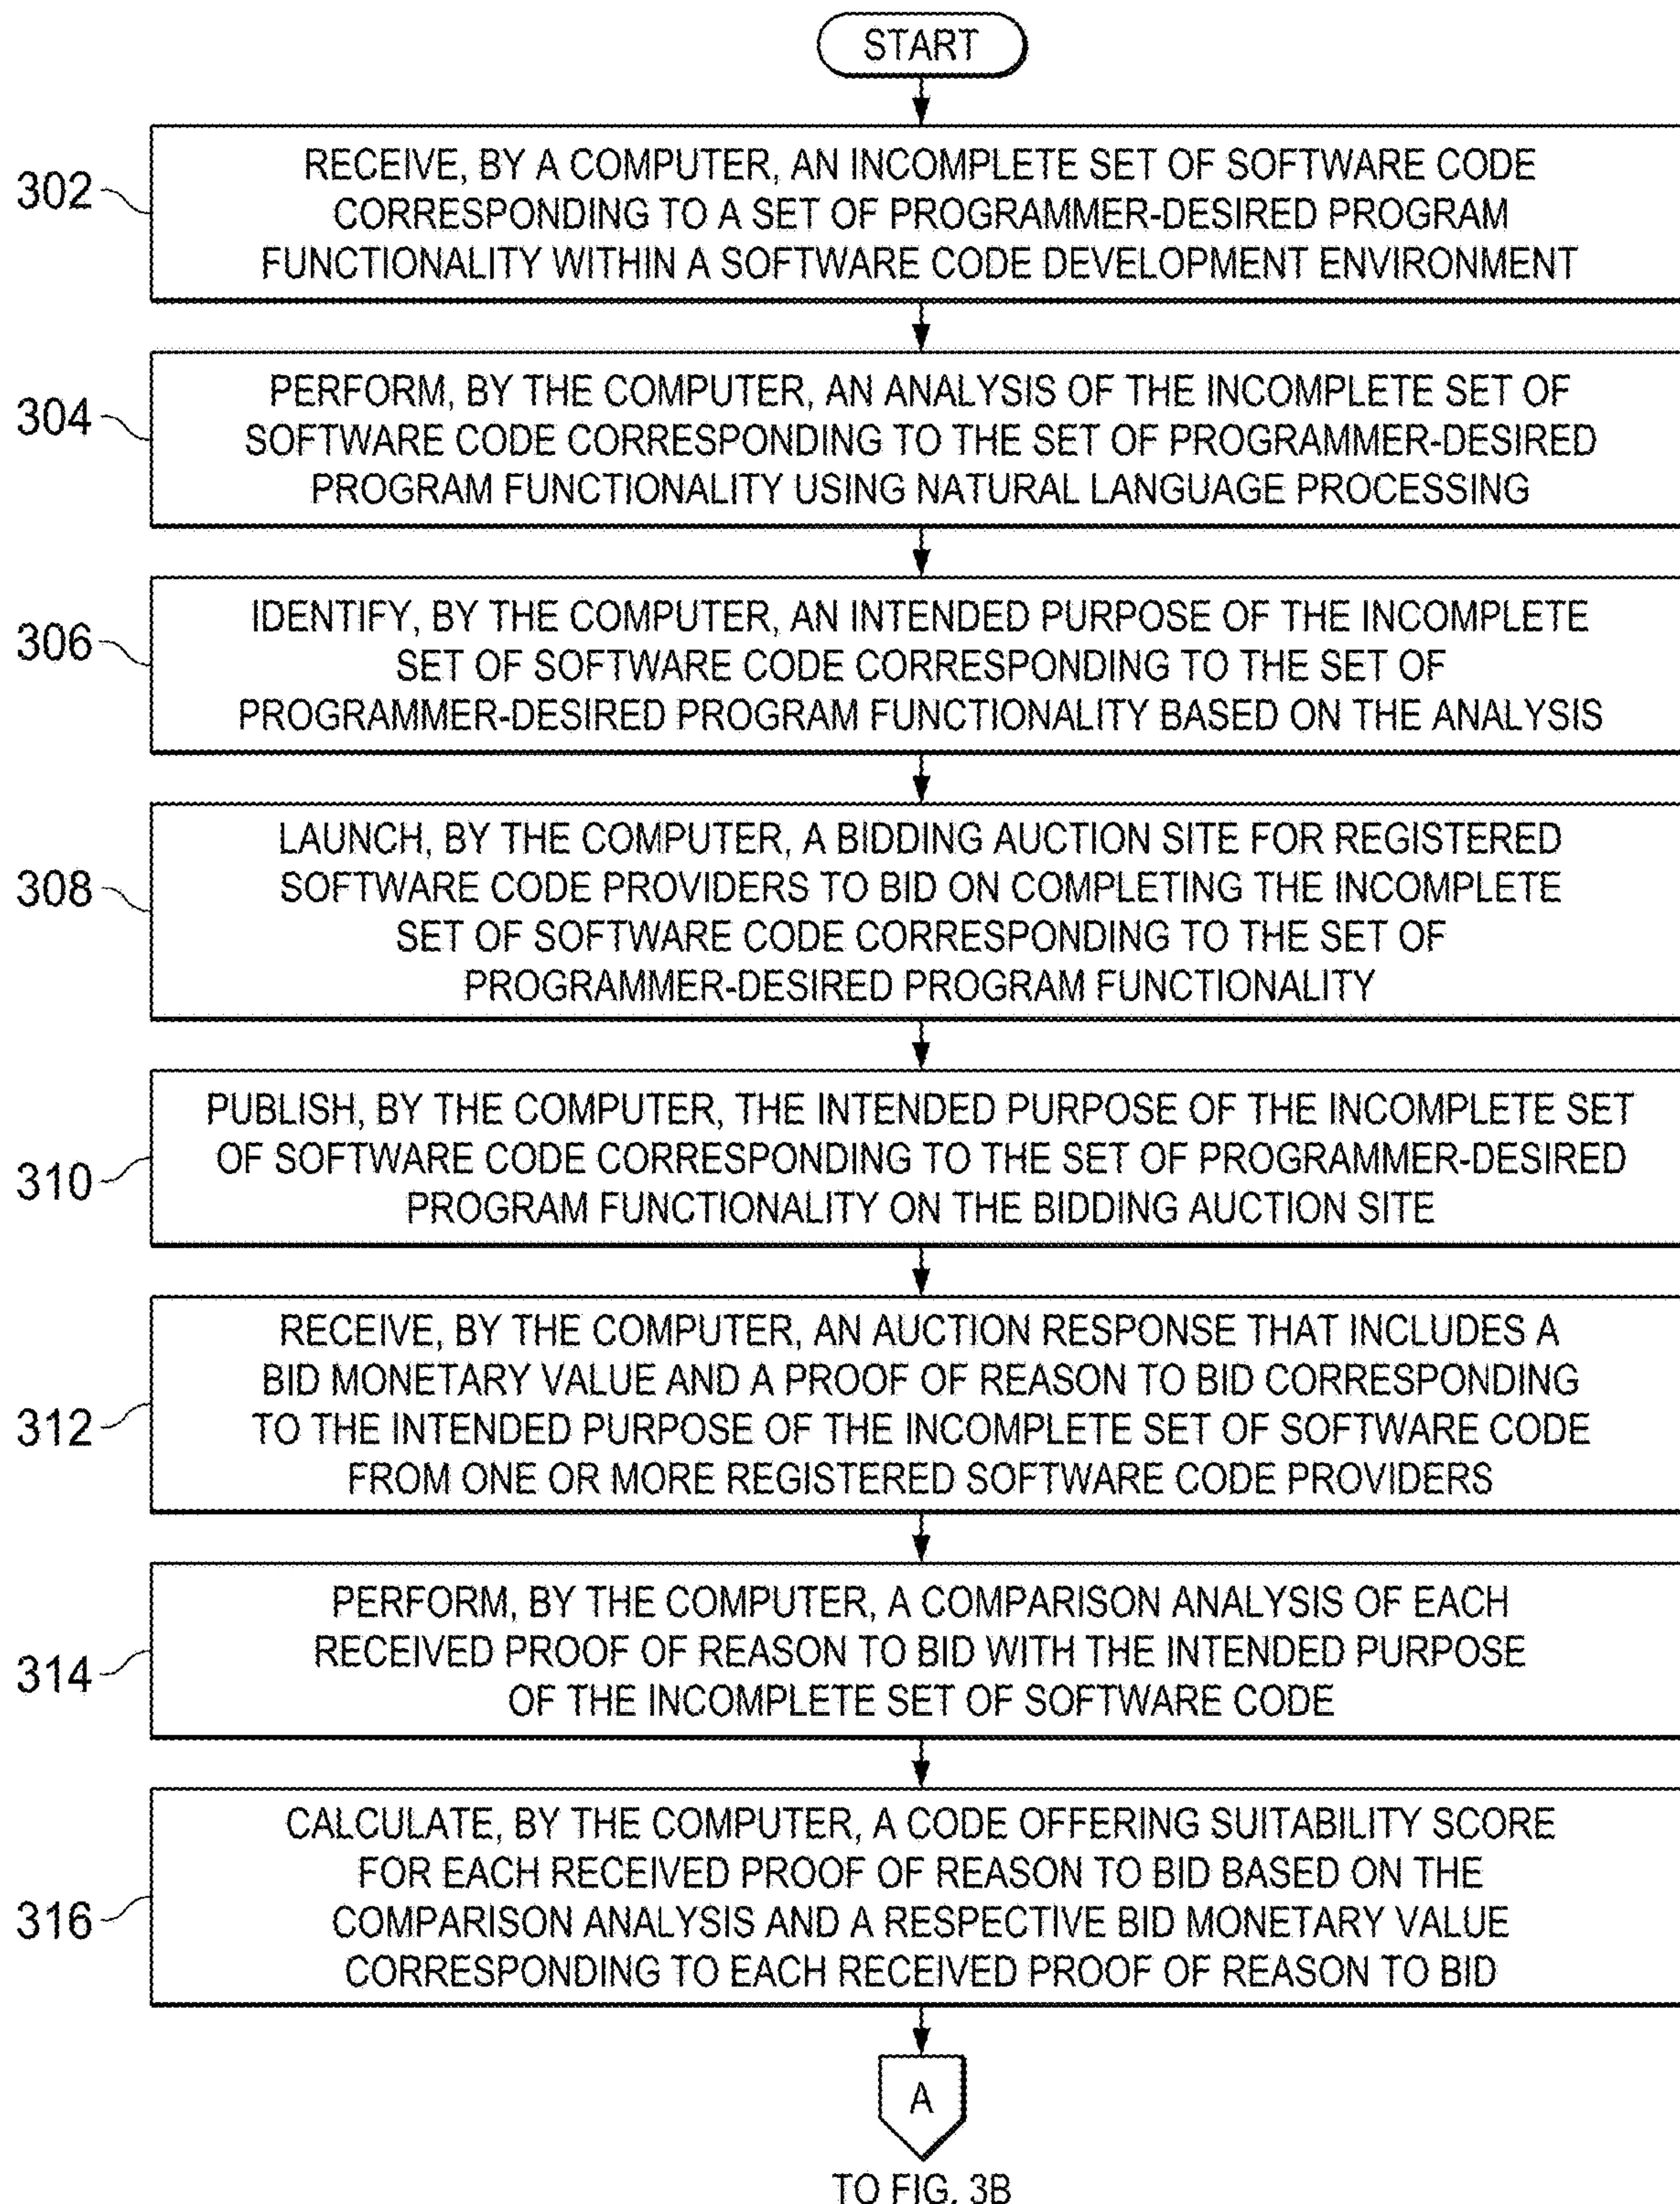 START
302
RECEIVE, BY A COMPUTER, AN INCOMPLETE SET OF SOFTWARE CODE
CORRESPONDING TO A SET OF PROGRAMMER-DESIRED PROGRAM
FUNCTIONALITY WITHIN A SOFTWARE CODE DEVELOPMENT ENVIRONMENT
304
PERFORM, BY THE COMPUTER, AN ANALYSIS OF THE INCOMPLETE SET OF
SOFTWARE CODE CORRESPONDING TO THE SET OF PROGRAMMER-DESIRED
PROGRAM FUNCTIONALITY USING NATURAL LANGUAGE PROCESSING
306
IDENTIFY, BY THE COMPUTER, AN INTENDED PURPOSE OF THE INCOMPLETE
SET OF SOFTWARE CODE CORRESPONDING TO THE SET OF
PROGRAMMER-DESIRED PROGRAM FUNCTIONALITY BASED ON THE ANALYSIS
308
LAUNCH, BY THE COMPUTER, A BIDDING AUCTION SITE FOR REGISTERED
SOFTWARE CODE PROVIDERS TO BID ON COMPLETING THE INCOMPLETE
SET OF SOFTWARE CODE CORRESPONDING TO THE SET OF
PROGRAMMER-DESIRED PROGRAM FUNCTIONALITY
310
PUBLISH, BY THE COMPUTER, THE INTENDED PURPOSE OF THE INCOMPLETE SET
OF SOFTWARE CODE CORRESPONDING TO THE SET OF PROGRAMMER-DESIRED
PROGRAM FUNCTIONALITY ON THE BIDDING AUCTION SITE
312
RECEIVE, BY THE COMPUTER, AN AUCTION RESPONSE THAT INCLUDES A
BID MONETARY VALUE AND A PROOF OF REASON TO BID CORRESPONDING
TO THE INTENDED PURPOSE OF THE INCOMPLETE SET OF SOFTWARE CODE
FROM ONE OR MORE REGISTERED SOFTWARE CODE PROVIDERS
314
PERFORM, BY THE COMPUTER, A COMPARISON ANALYSIS OF EACH
RECEIVED PROOF OF REASON TO BID WITH THE INTENDED PURPOSE
OF THE INCOMPLETE SET OF SOFTWARE CODE
316
CALCULATE, BY THE COMPUTER, A CODE OFFERING SUITABILITY SCORE
FOR EACH RECEIVED PROOF OF REASON TO BID BASED ON THE
COMPARISON ANALYSIS AND A RESPECTIVE BID MONETARY VALUE
CORRESPONDING TO EACH RECEIVED PROOF OF REASON TO BID
A
TO FIG. 3B